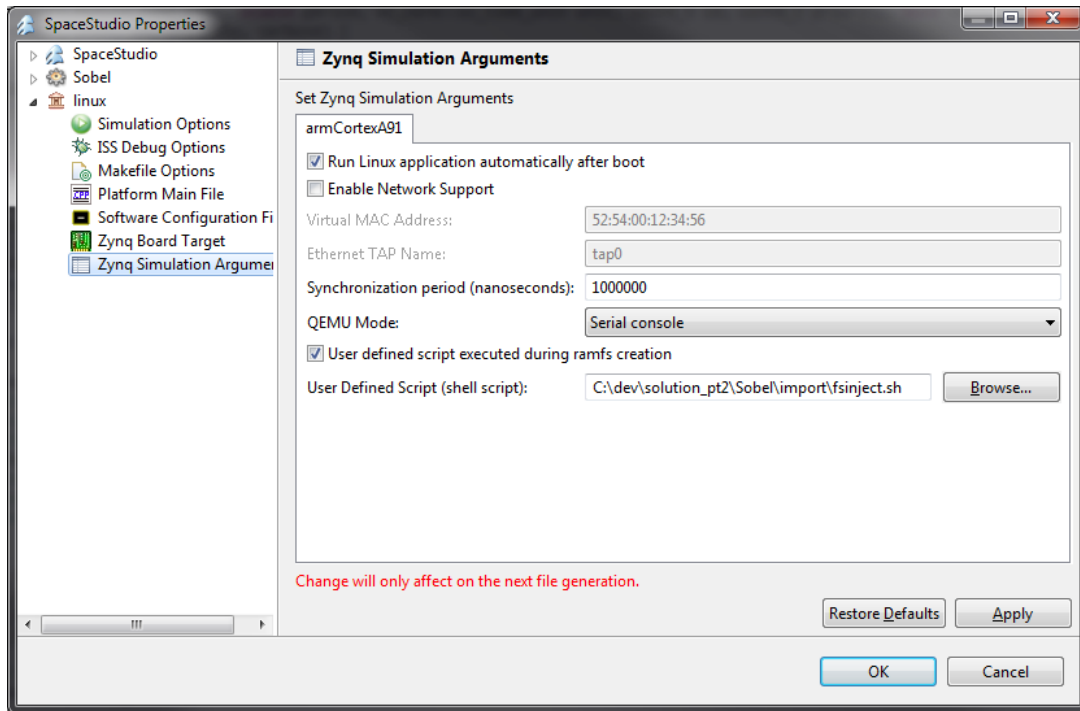 SpaceStudio Properties
SpaceStudio
Sobel
linux
Simulation Options
ISS Debug Options
Makefile Options
Platform Main File
Software Configuration Fi
Zynq Board Target
Zynq Simulation Argumen
Zynq Simulation Arguments
Set Zynq Simulation Arguments
armCortexA91
Run Linux application automatically after boot
Enable Network Support
Virtual MAC Address: 52:54:00:12:34:56
Ethernet TAP Name: tap0
Synchronization period (nanoseconds): 1000000
QEMU Mode: Serial console
User defined script executed during ramfs creation
User Defined Script (shell script): C:\dev\solution_pt2\Sobel\import\fsinject.sh Browse...
Change will only affect on the next file generation.
Restore Defaults Apply
OK Cancel